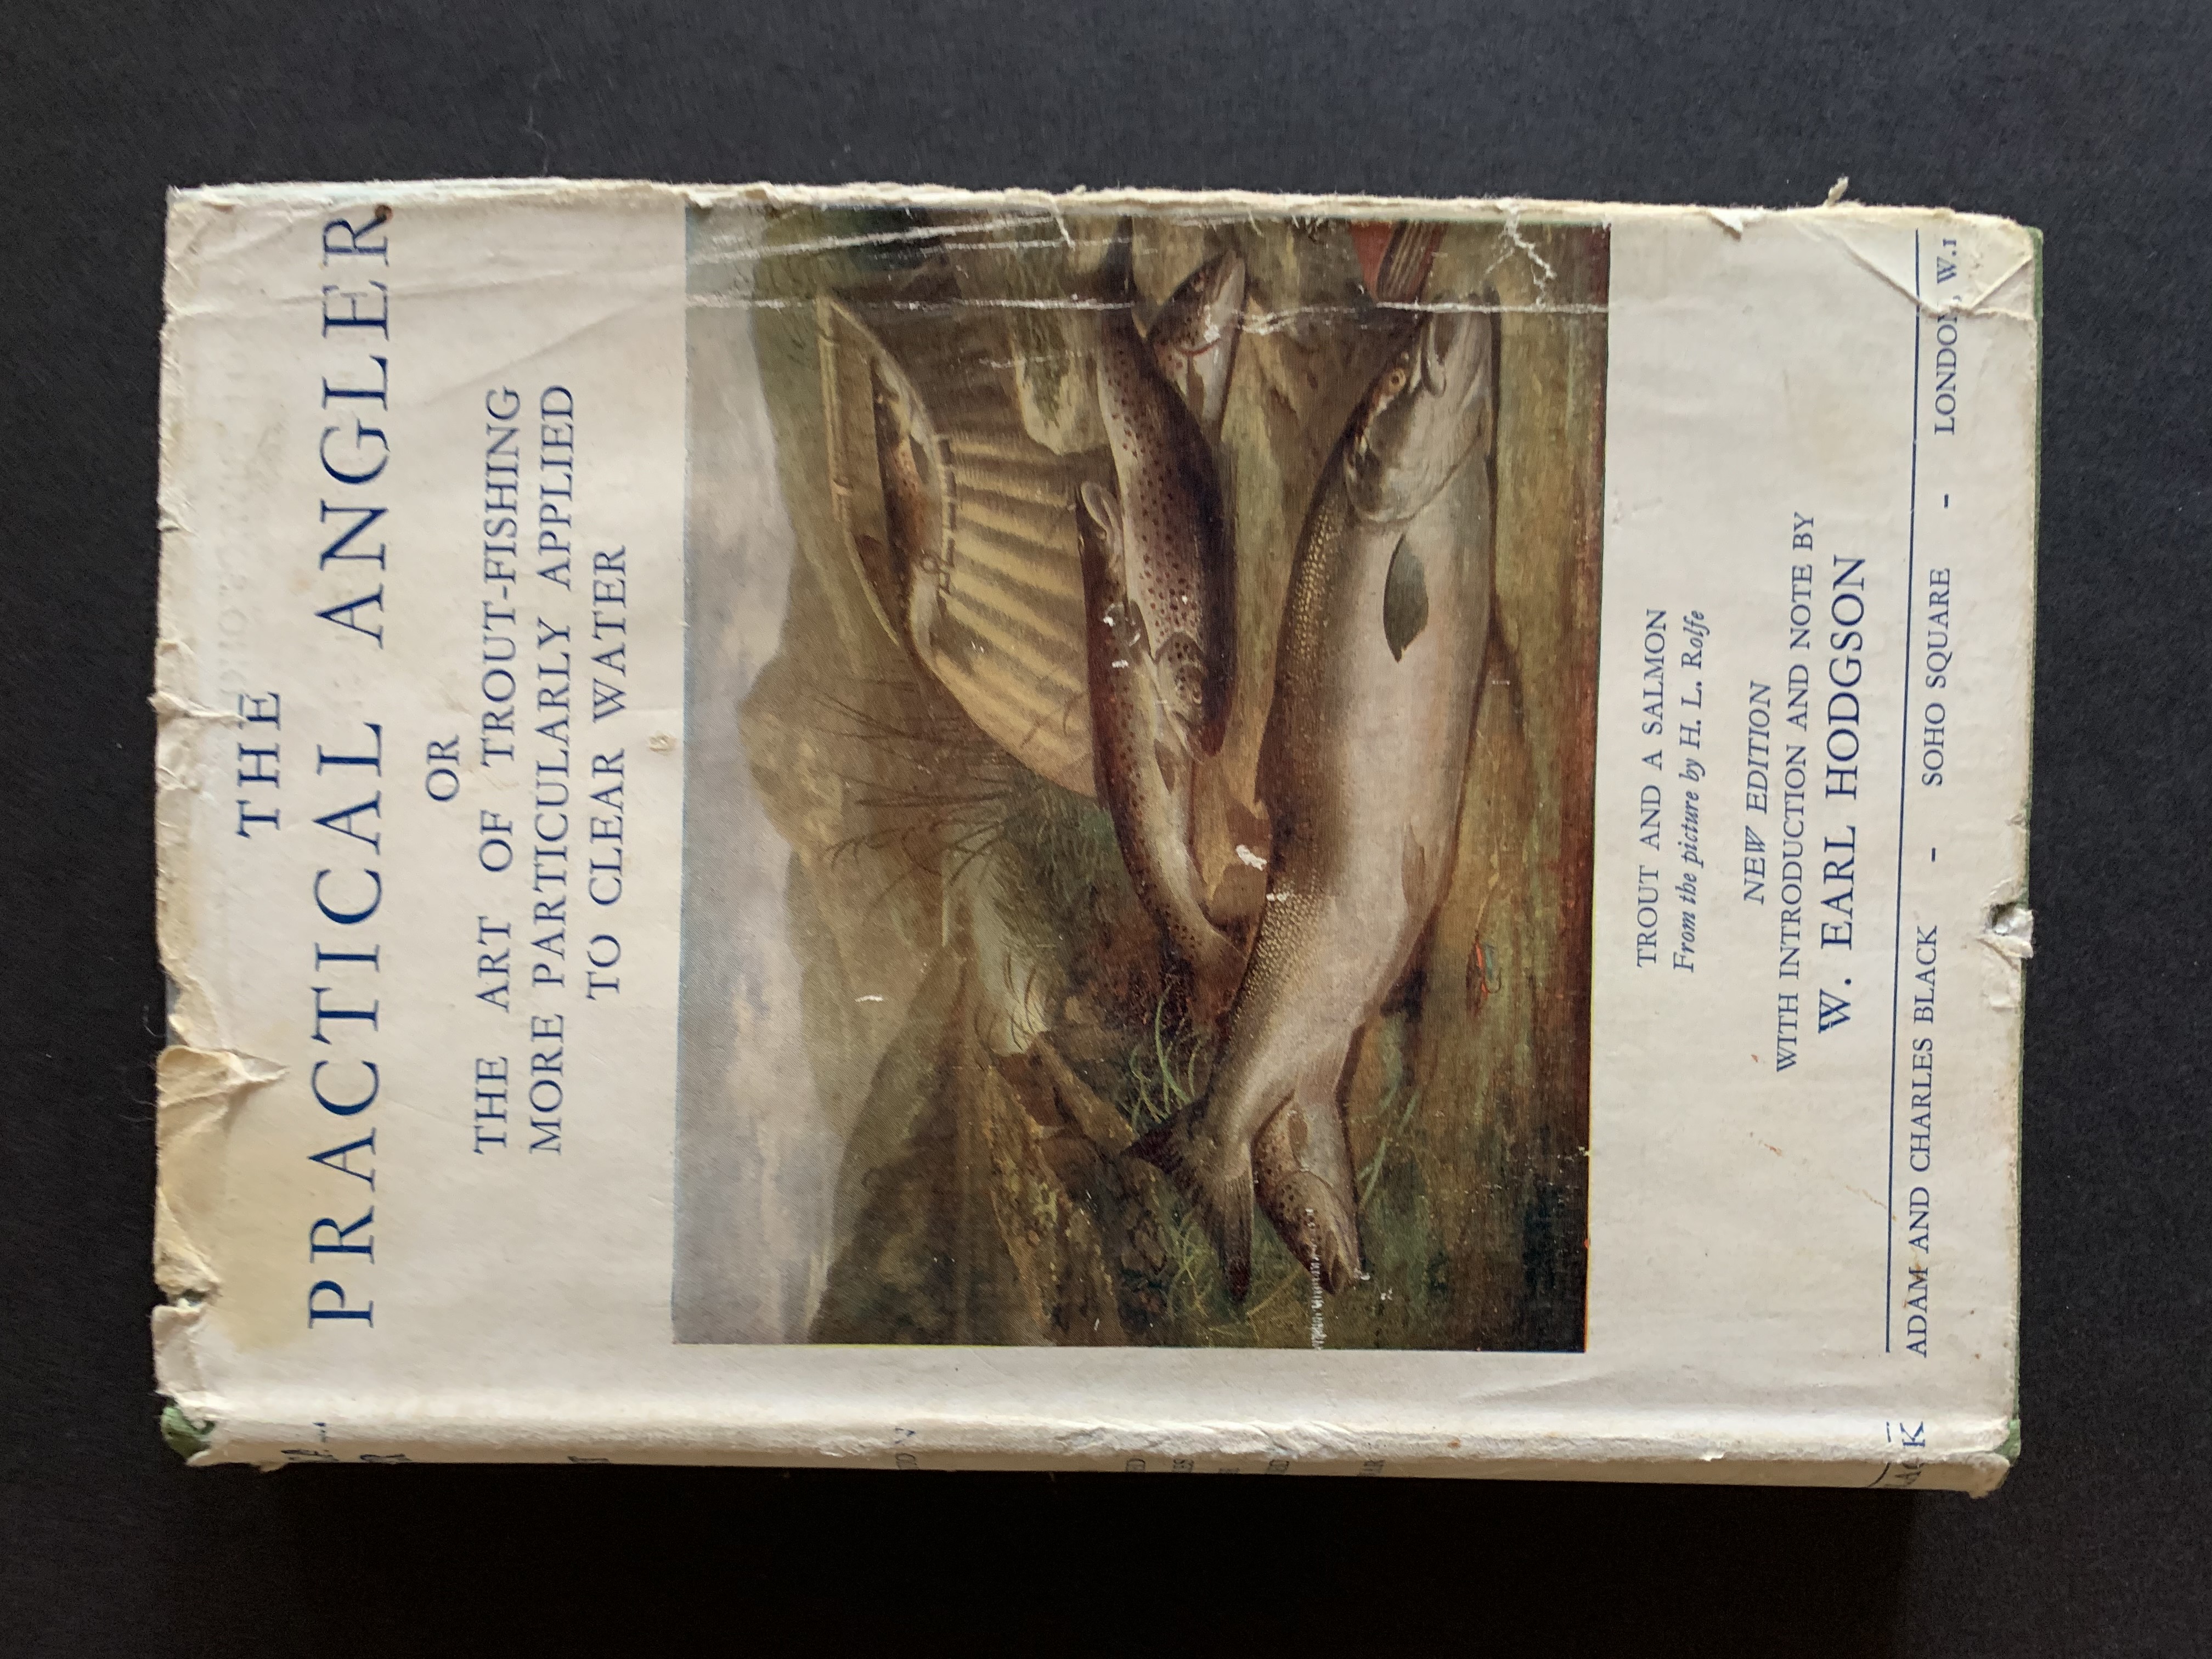 THE
PRACTICAL ANGLER
OR
THE ART OF TROUT-FISHING
MORE PARTICULARLY APPLIED
TO CLEAR WATER
TROUT AND A SALMON
From the picture by H. L. Rolfe
NEW EDITION
WITH INTRODUCTION AND NOTE BY
W. EARL HODGSON
ADAM AND CHARLES BLACK - SOHO SQUARE - LONDON, W.1